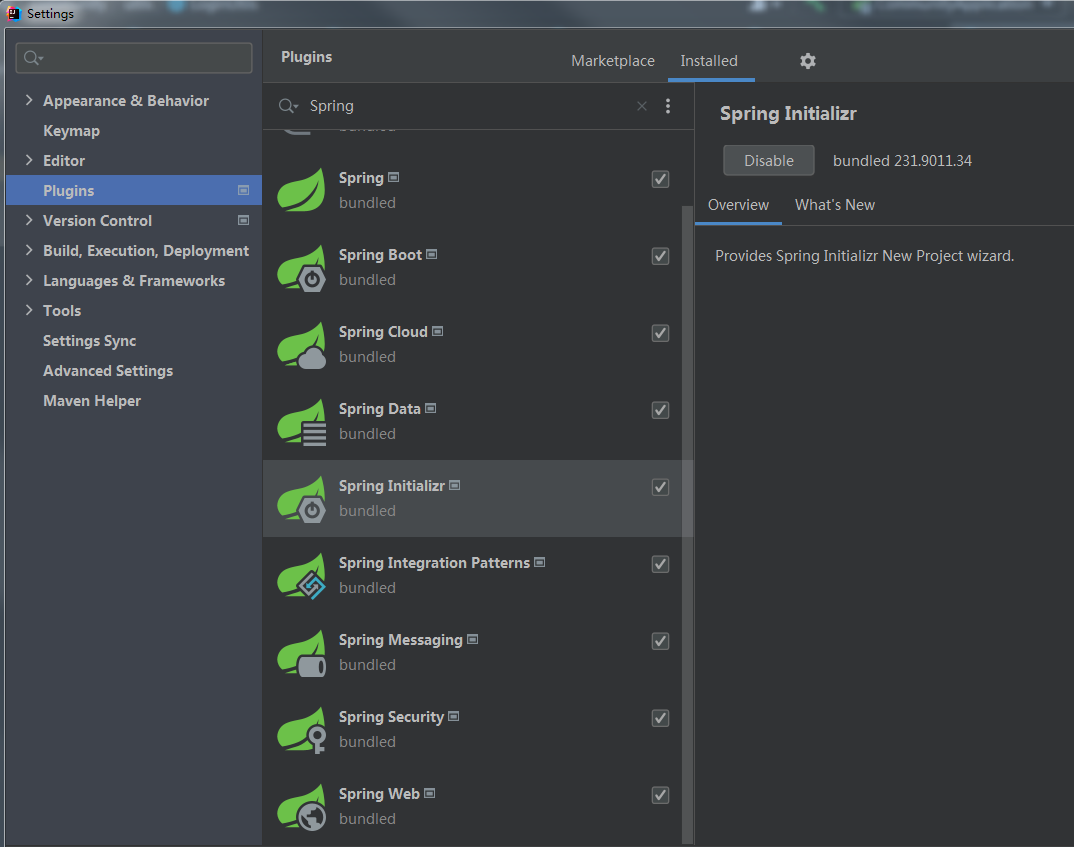 Settings
Appearance & Behavior
Keymap
Editor
Plugins
Version Control
Build, Execution, Deployment
Languages & Frameworks
Tools
Settings Sync
Advanced Settings
Maven Helper
Plugins
Marketplace
Installed
Spring
Spring
bundled
Spring Boot
bundled
Spring Cloud
bundled
Spring Data
bundled
Spring Initializr
bundled
Spring Integration Patterns
bundled
Spring Messaging
bundled
Spring Security
bundled
Spring Web
bundled
Spring Initializr
Disable bundled 231.9011.34
Overview What's New
Provides Spring Initializr New Project wizard.